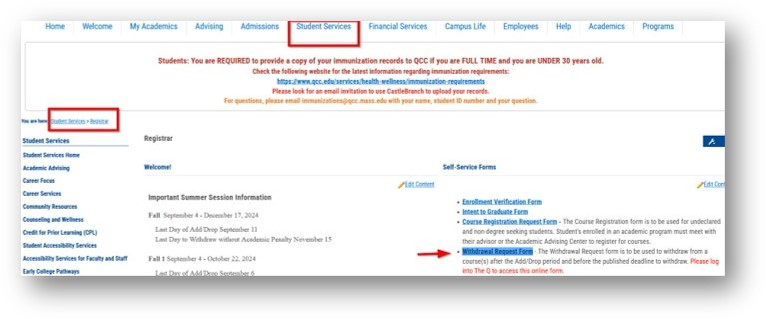 Home Welcome My Academics Advising Admissions Student Services Financial Services Campus Life Employees Help Academics Programs
Students: You are REQUIRED to provide a copy of your immunization records to QCC if you are FULL TIME and you are UNDER 30 years old.
Check the following website for the latest information regarding immunization requirements:
https://www.qcc.edu/services/health-wellness/immunization-requirements
Please look for an email invitation to use CastleBranch to upload your records.
For questions, please email immunizations@qcc.mass.edu with your name, student ID number and your question.
You are here: Student Services > Registrar
Student Services
Student Services Home
Academic Advising
Career Focus
Career Services
Community Resources
Counseling and Wellness
Credit for Prior Learning (CPL)
Student Accessibility Services
Accessibility Services for Faculty and Staff
Early College Pathways
Registrar
Welcome!
Edit Content
Important Summer Session Information
Fall September 4 - December 17, 2024
Last Day of Add/Drop September 11
Last Day to Withdraw without Academic Penalty November 15
Fall 1 September 4 - October 22, 2024
Last Day of Add/Drop September 6
Self-Service Forms
Edit Content
Enrollment Verification Form
Intent to Graduate Form
Course Registration Request Form - The Course Registration form is to be used for undeclared
and non-degree seeking students. Student's enrolled in an academic program must meet with
their advisor or the Academic Advising Center to register for courses.
Withdrawal Request Form - The Withdrawal Request form is to be used to withdraw from a
course(s) after the Add/Drop period and before the published deadline to withdraw. Please log
into The Q to access this online form.